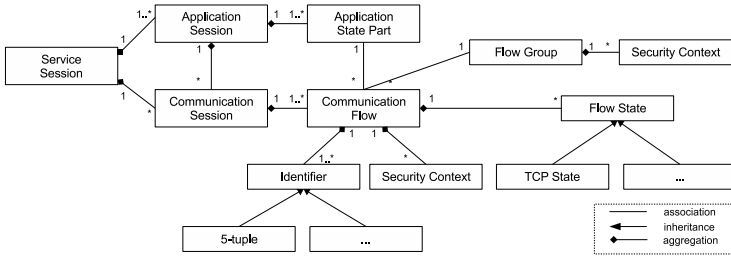 Application
Session
Application
State Part
Service
Session
Flow Group
Security Context
Communication
Session
Communication
Flow
Flow State
Identifier
Security Context
TCP State
...
5-tuple
...
association
inheritance
aggregation
1..*
1
1
1..*
1
*
1
*
1
1
*
1
*
1
1..*
1
*
1
1
1..*
*